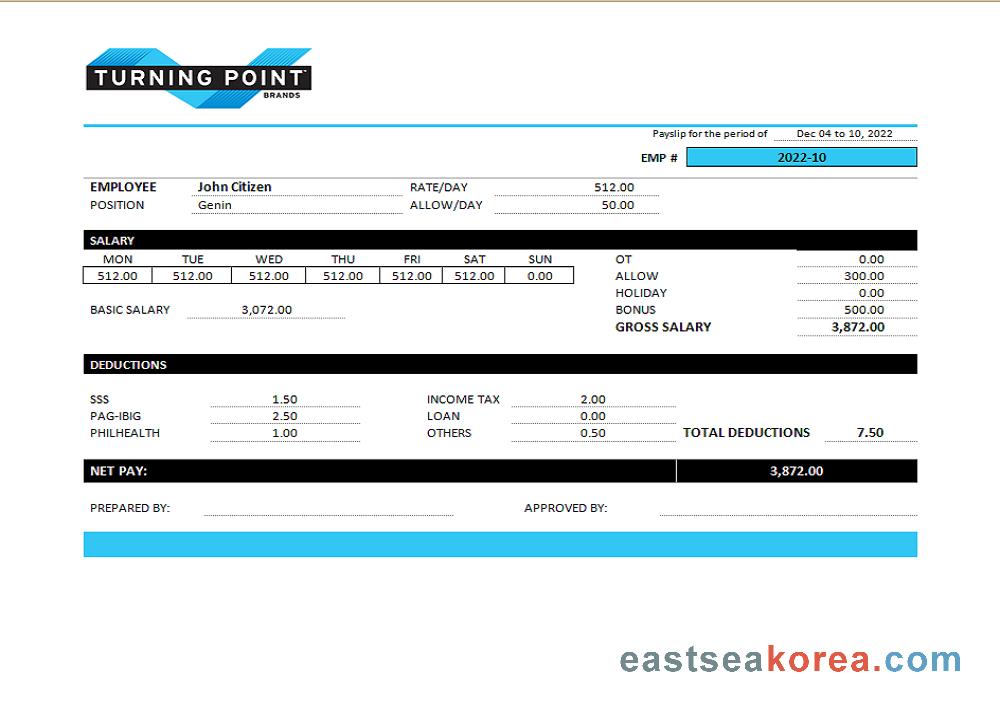 TURNING POINT
BRANDS
Payslip for the period of Dec 04 to 10, 2022
EMP # 2022-10
EMPLOYEE John Citizen RATE/DAY 512.00
POSITION Genin ALLOW/DAY 50.00
SALARY
MON TUE WED THU FRI SAT SUN OT 0.00
512.00 512.00 512.00 512.00 512.00 512.00 0.00 ALLOW 300.00
HOLIDAY 0.00
BASIC SALARY 3,072.00 BONUS 500.00
GROSS SALARY 3,872.00
DEDUCTIONS
SSS 1.50 INCOME TAX 2.00
PAG-IBIG 2.50 LOAN 0.00
PHILHEALTH 1.00 OTHERS 0.50 TOTAL DEDUCTIONS 7.50
NET PAY: 3,872.00
PREPARED BY: APPROVED BY:
eastseakorea.com